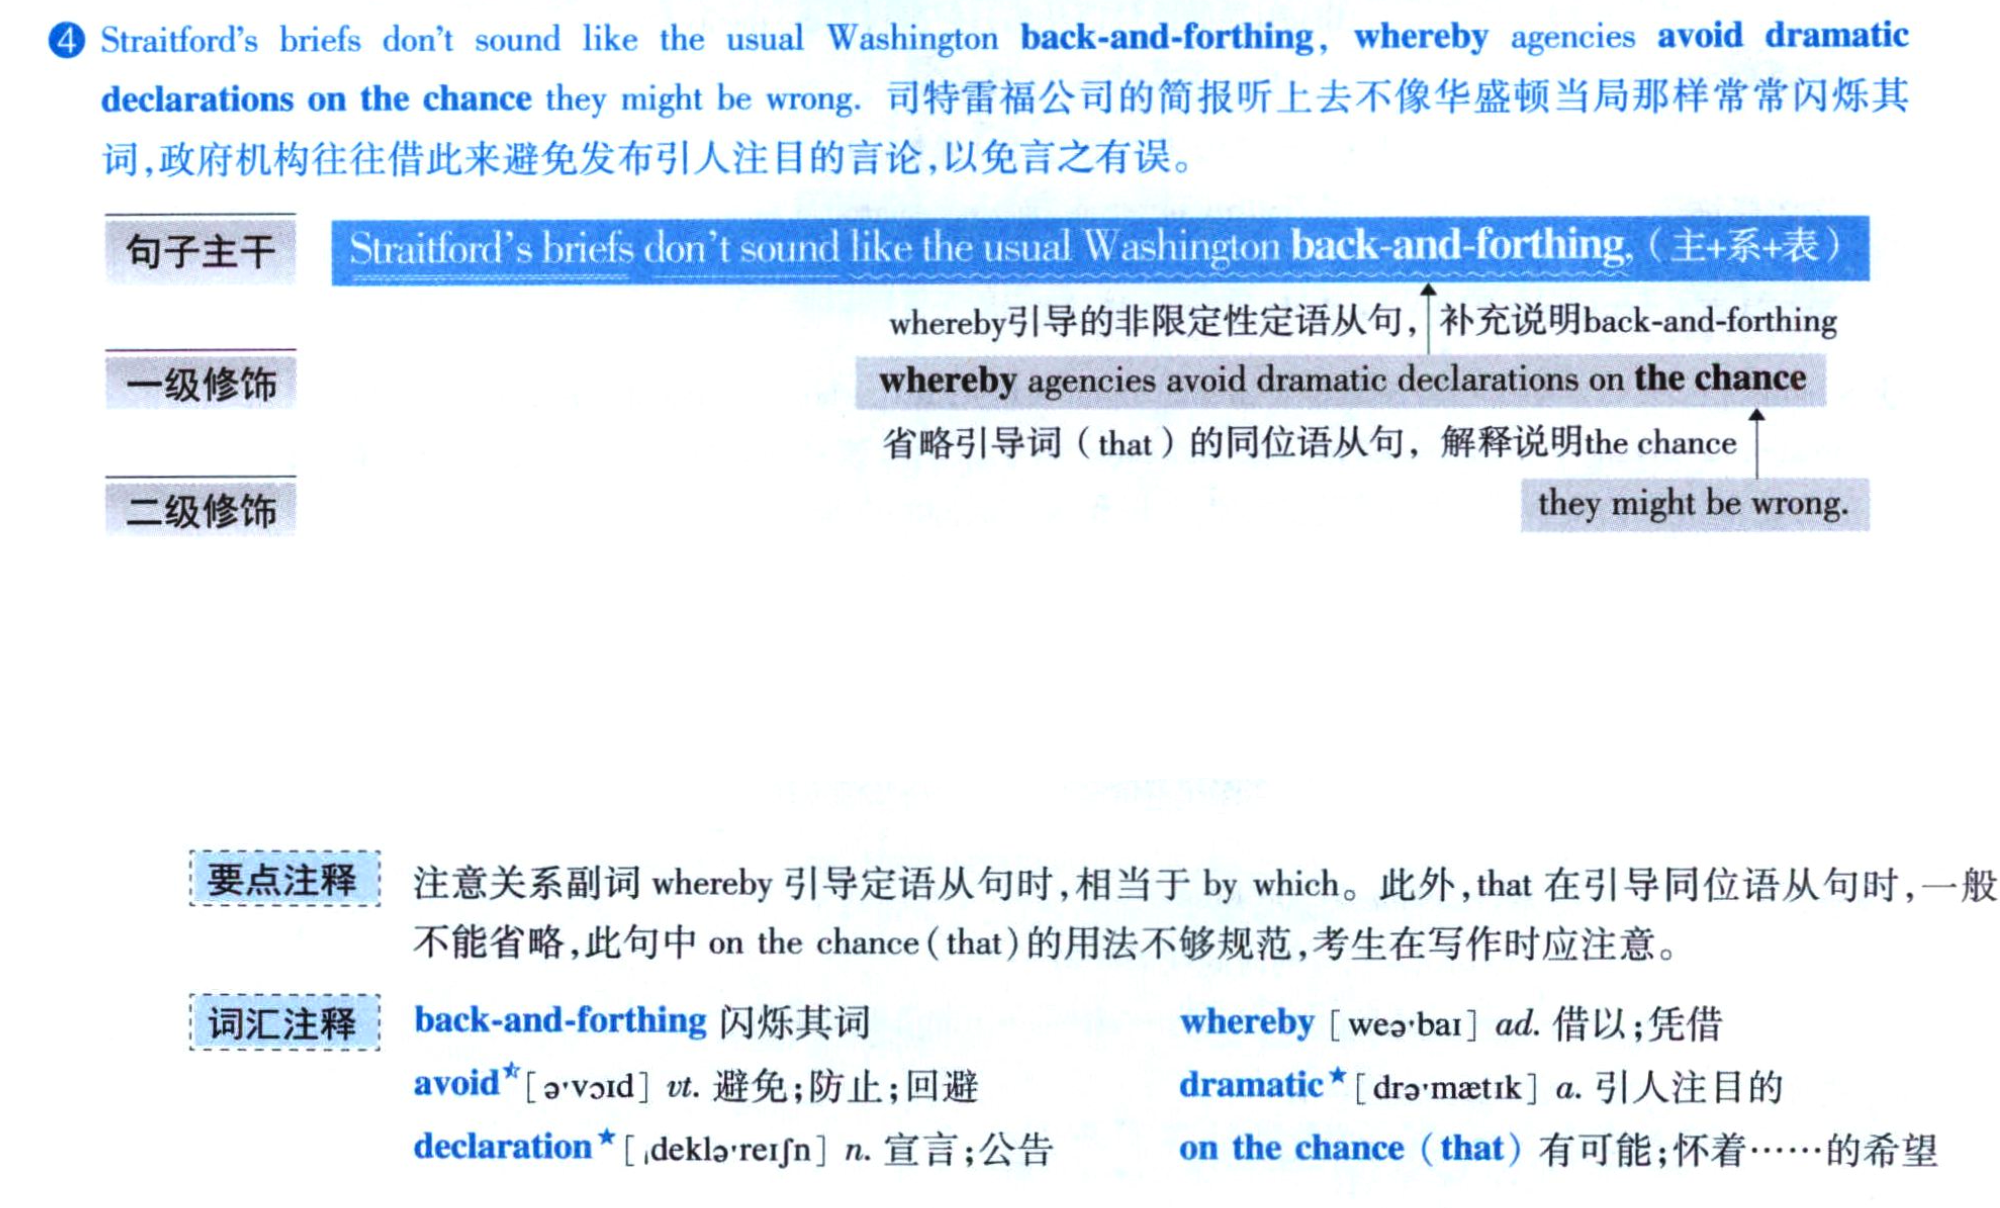 ④ Straitford's briefs don't sound like the usual Washington back-and-forthing, whereby agencies avoid dramatic
declarations on the chance they might be wrong. 司特雷福公司的简报听上去不像华盛顿当局那样常常闪烁其
词,政府机构往往借此来避免发布引人注目的言论,以免言之有误。
句子主干 Straitford's briefs don't sound like the usual Washington back-and-forthing,（主+系+表）
whereby引导的非限定性定语从句，补充说明back-and-forthing
一级修饰 whereby agencies avoid dramatic declarations on the chance
省略引导词（that）的同位语从句，解释说明the chance
二级修饰 they might be wrong.
要点注释 注意关系副词 whereby 引导定语从句时,相当于 by which。此外,that 在引导同位语从句时,一般
不能省略,此句中 on the chance(that)的用法不够规范,考生在写作时应注意。
词汇注释 back-and-forthing 闪烁其词 whereby [weə'baɪ] ad. 借以;凭借
avoid☆[ə'vɔɪd] vt. 避免;防止;回避 dramatic★[drə'mætɪk] a. 引人注目的
declaration★[ˌdeklə'reɪʃn] n. 宣言;公告 on the chance (that) 有可能;怀着……的希望